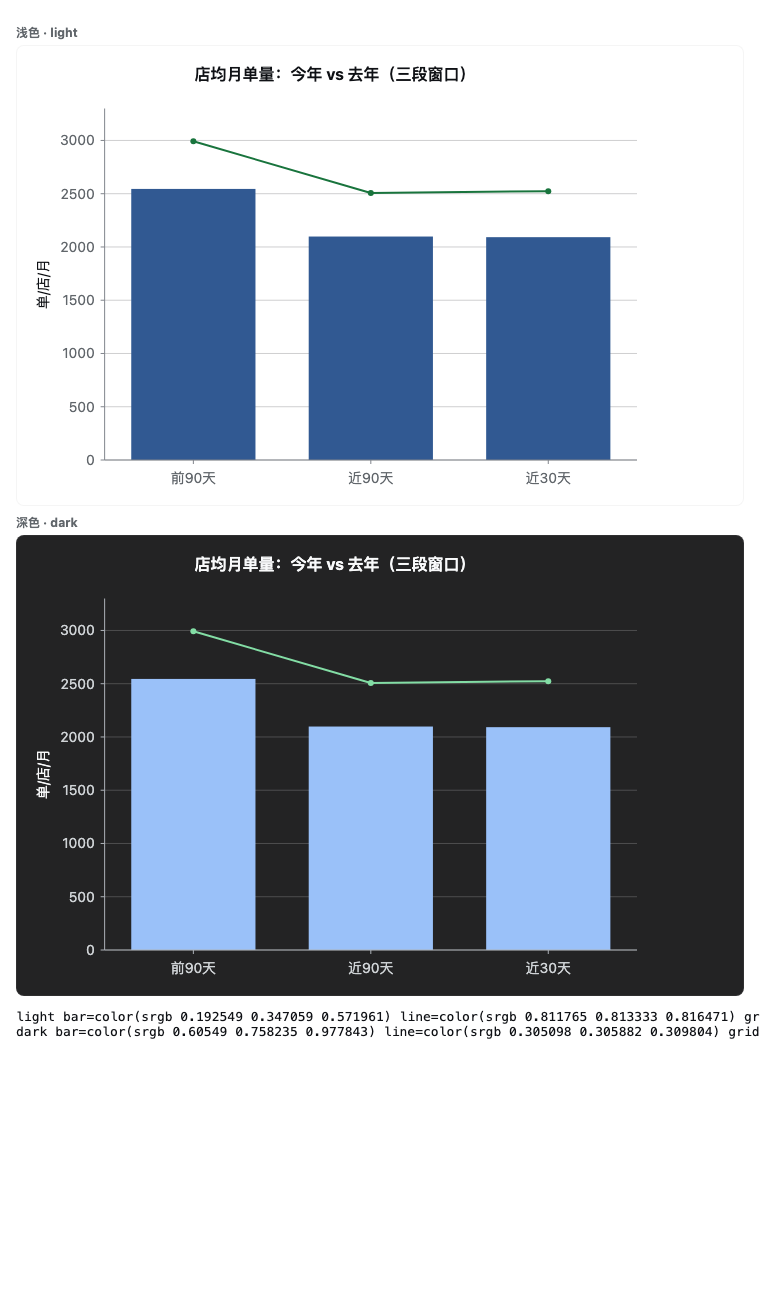 浅色 · light
店均月单量：今年 vs 去年（三段窗口）
3000
2500
2000
1500
1000
500
0
单/店/月
前90天 近90天 近30天
深色 · dark
店均月单量：今年 vs 去年（三段窗口）
3000
2500
2000
1500
1000
500
0
单/店/月
前90天 近90天 近30天
light bar=color(srgb 0.192549 0.347059 0.571961) line=color(srgb 0.811765 0.813333 0.816471) gr
dark bar=color(srgb 0.60549 0.758235 0.977843) line=color(srgb 0.305098 0.305882 0.309804) grid